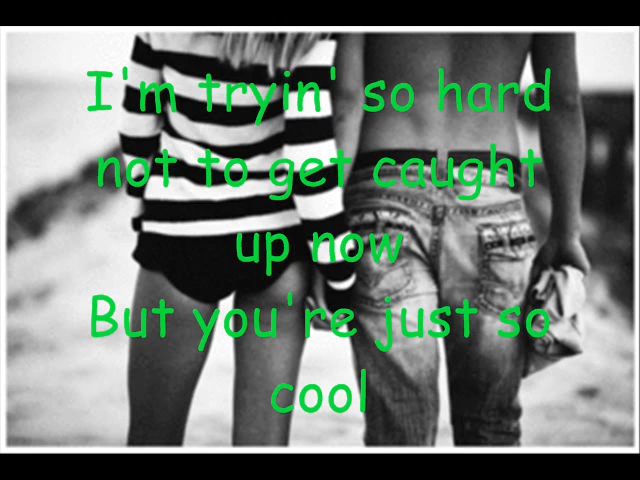 I'm tryin' so hard
not to get caught
up now
But you're just so
cool